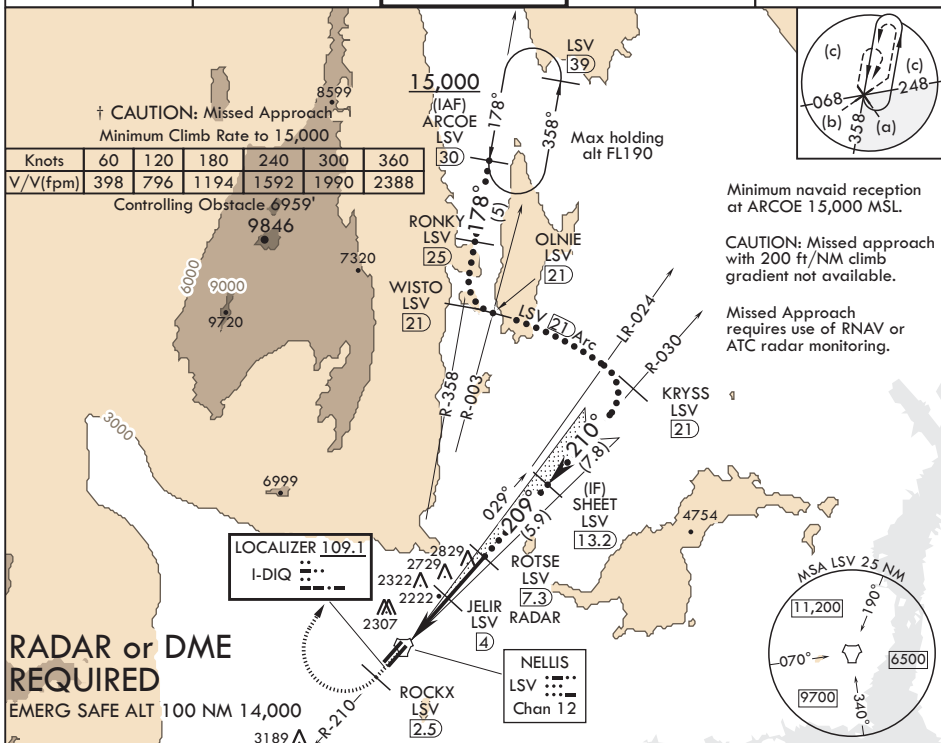 † CAUTION: Missed Approach
Minimum Climb Rate to 15,000
Knots 60 120 180 240 300 360
V/V(fpm) 398 796 1194 1592 1990 2388
Controlling Obstacle 6959'
8599
9846
7320
6000
9000
9720
3000
6999
15,000
(IAF)
ARCOE
LSV
30
LSV
39
178°
358°
Max holding
alt FL190
178°
(5)
RONKY
LSV
25
OLNIE
LSV
21
WISTO
LSV
21
LSV 21 Arc
LR-024
R-030
R-358
R-003
KRYSS
LSV
21
210°
(7.8)
(IF)
SHEET
LSV
13.2
029°
209°
(5.9)
ROTSE
LSV
7.3
RADAR
4754
(c)
(c)
068
248
(b)
(a)
358
Minimum navaid reception
at ARCOE 15,000 MSL.
CAUTION: Missed approach
with 200 ft/NM climb
gradient not available.
Missed Approach
requires use of RNAV or
ATC radar monitoring.
LOCALIZER 109.1
I-DIQ
2829
2729
2322
2222
2307
JELIR
LSV
4
NELLIS
LSV
Chan 12
ROCKX
LSV
2.5
R-210
3189
RADAR or DME
REQUIRED
EMERG SAFE ALT 100 NM 14,000
MSA LSV 25 NM
11,200
190°
070°
6500
9700
340°